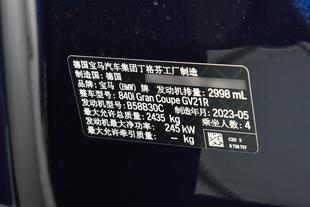 德国宝马汽车集团丁格芬工厂制造
制造国：德国
品牌：宝马（BMW）牌 发动机排量：2998 mL
整车型号：840i Gran Coupe GV21R
发动机型号：B58B30C 制造年月：2023-05
最大允许总质量：2435 kg 乘坐人数：4
发动机最大净功率：245 kW
最大允许牵引质量：-- kg